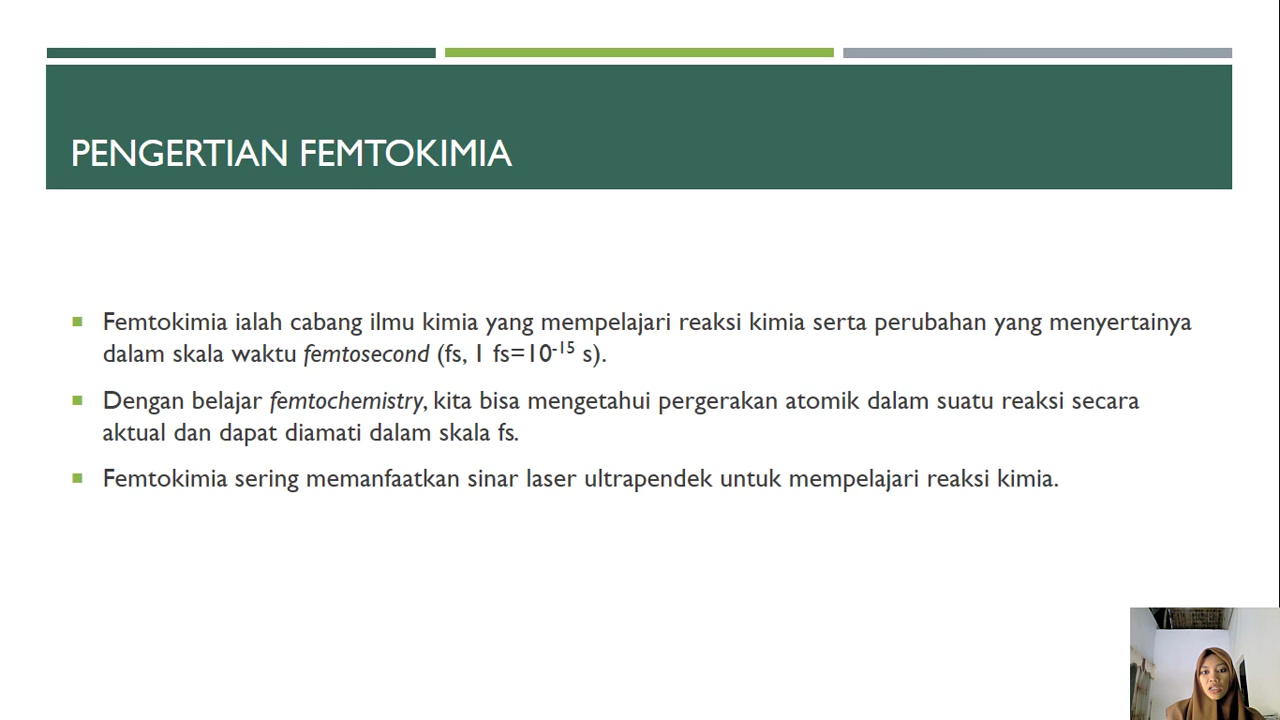 PENGERTIAN FEMTOKIMIA
Femtokimia ialah cabang ilmu kimia yang mempelajari reaksi kimia serta perubahan yang menyertainya
dalam skala waktu femtosecond (fs, 1 fs=10⁻¹⁵ s).
Dengan belajar femtochemistry, kita bisa mengetahui pergerakan atomik dalam suatu reaksi secara
aktual dan dapat diamati dalam skala fs.
Femtokimia sering memanfaatkan sinar laser ultrapendek untuk mempelajari reaksi kimia.